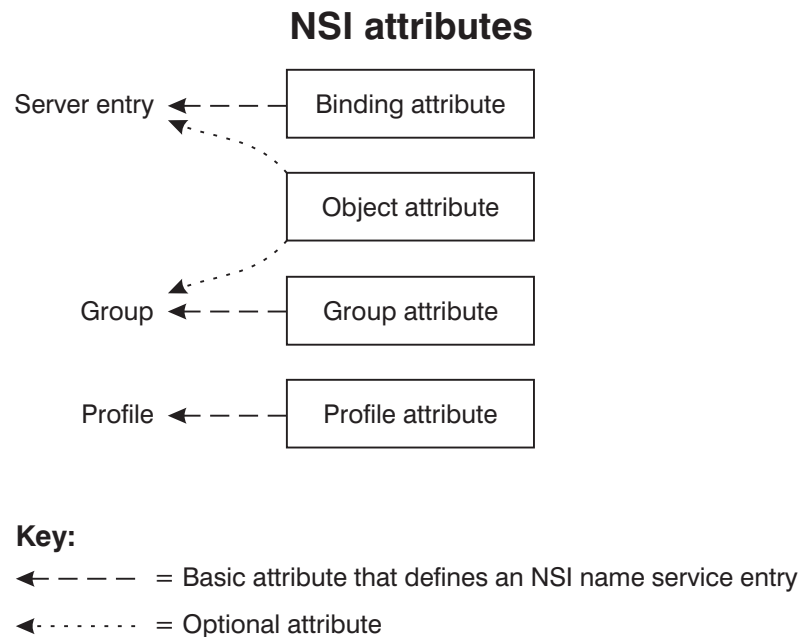 NSI attributes
Server entry
Binding attribute
Object attribute
Group
Group attribute
Profile
Profile attribute
Key:
= Basic attribute that defines an NSI name service entry
= Optional attribute